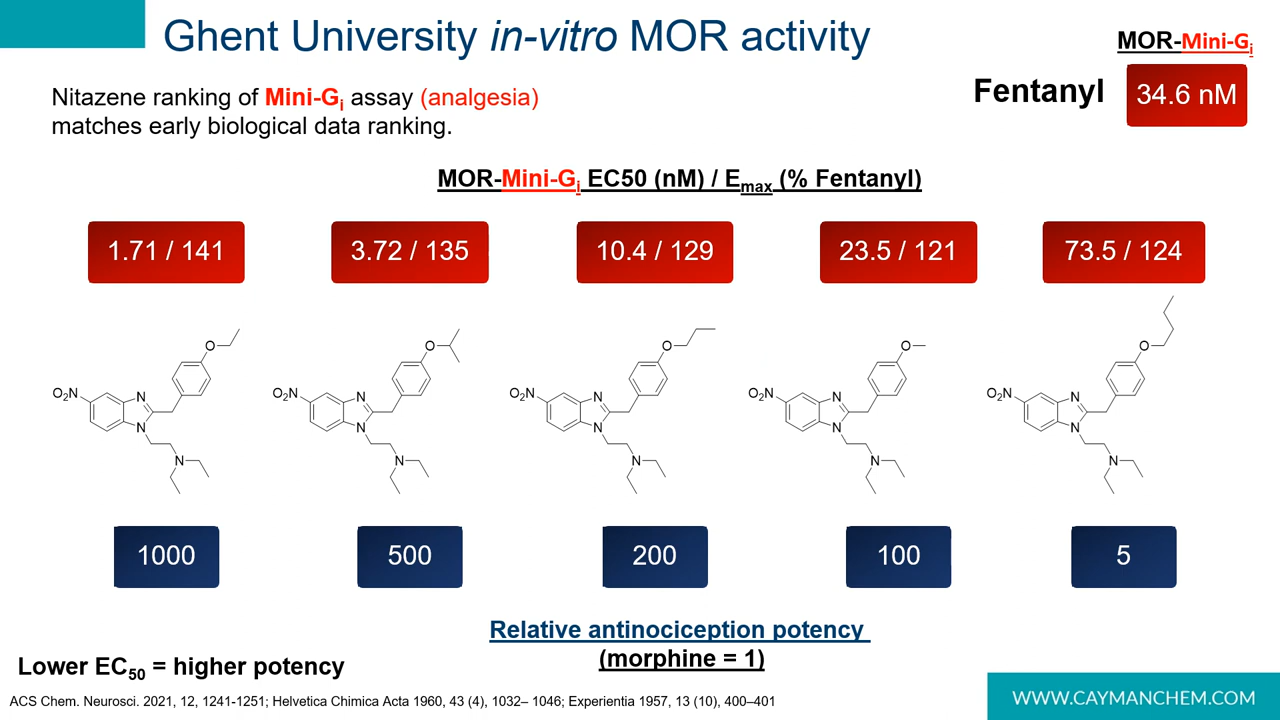 Ghent University in-vitro MOR activity
MOR-Mini-Gi
Fentanyl
34.6 nM
Nitazene ranking of Mini-Gi assay (analgesia)
matches early biological data ranking.
MOR-Mini-Gi EC50 (nM) / Emax (% Fentanyl)
1.71 / 141
3.72 / 135
10.4 / 129
23.5 / 121
73.5 / 124
O2N N N N O
O2N N N N O
O2N N N N O
O2N N N N O
O2N N N N O
1000
500
200
100
5
Relative antinociception potency
(morphine = 1)
Lower EC50 = higher potency
ACS Chem. Neurosci. 2021, 12, 1241-1251; Helvetica Chimica Acta 1960, 43 (4), 1032– 1046; Experientia 1957, 13 (10), 400–401
WWW.CAYMANCHEM.COM